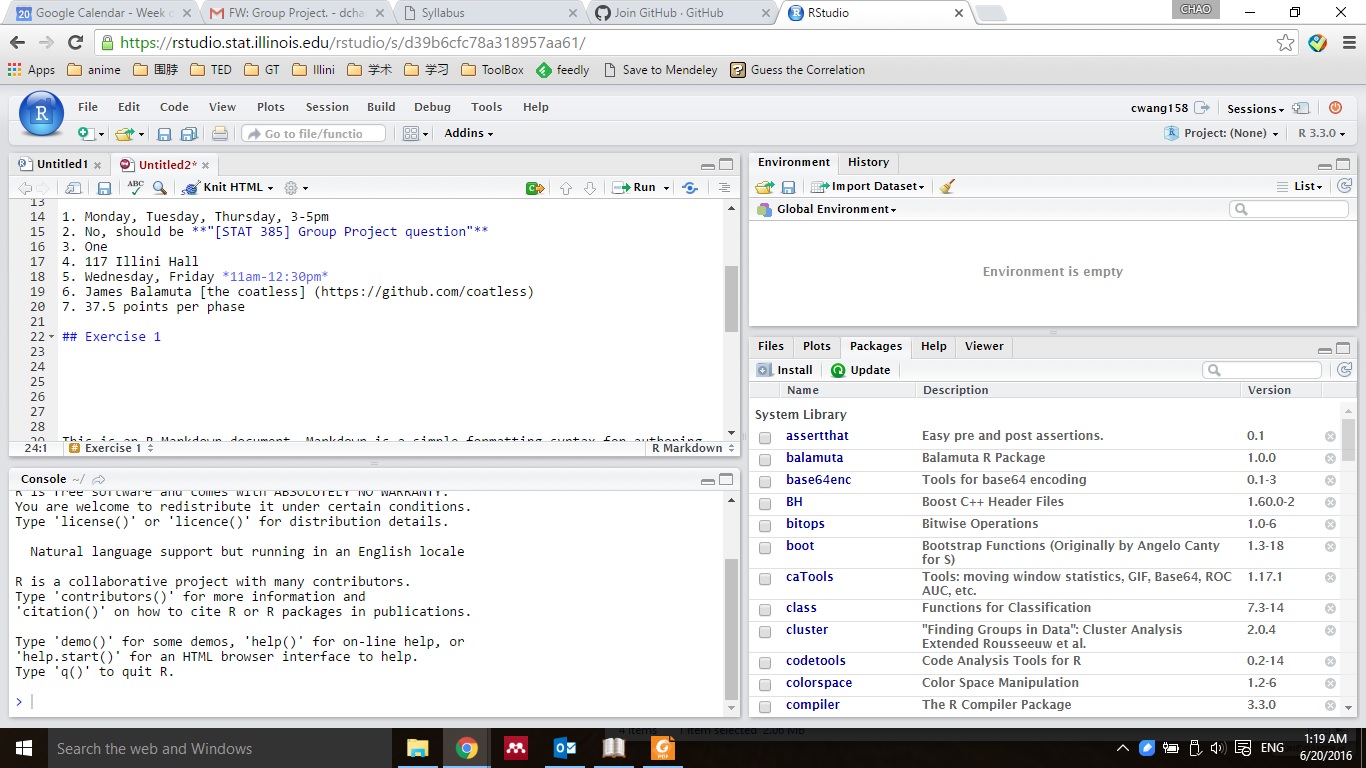 Google Calendar - Week o
FW: Group Project. - dcha
Syllabus
Join GitHub · GitHub
RStudio
CHAO
https://rstudio.stat.illinois.edu/rstudio/s/d39b6cfc78a318957aa61/
Apps anime 围脖 TED GT Illini 学术 学习 ToolBox feedly Save to Mendeley Guess the Correlation
File Edit Code View Plots Session Build Debug Tools Help
cwang158 Sessions
Go to file/functio Addins
Project: (None) R 3.3.0
Untitled1 Untitled2*
ABC Knit HTML Run
13
14 1. Monday, Tuesday, Thursday, 3-5pm
15 2. No, should be **"[STAT 385] Group Project question"**
16 3. One
17 4. 117 Illini Hall
18 5. Wednesday, Friday *11am-12:30pm*
19 6. James Balamuta [the coatless] (https://github.com/coatless)
20 7. 37.5 points per phase
21
22 ## Exercise 1
23
24
25
26
27
28
29 This is an R Markdown document. Markdown is a simple formatting syntax for authoring
24:1 # Exercise 1 R Markdown
Console ~/
R is free software and comes with ABSOLUTELY NO WARRANTY.
You are welcome to redistribute it under certain conditions.
Type 'license()' or 'licence()' for distribution details.
Natural language support but running in an English locale
R is a collaborative project with many contributors.
Type 'contributors()' for more information and
'citation()' on how to cite R or R packages in publications.
Type 'demo()' for some demos, 'help()' for on-line help, or
'help.start()' for an HTML browser interface to help.
Type 'q()' to quit R.
>
Environment History
Import Dataset List
Global Environment
Environment is empty
Files Plots Packages Help Viewer
Install Update
Name Description Version
System Library
assertthat Easy pre and post assertions. 0.1
balamuta Balamuta R Package 1.0.0
base64enc Tools for base64 encoding 0.1-3
BH Boost C++ Header Files 1.60.0-2
bitops Bitwise Operations 1.0-6
boot Bootstrap Functions (Originally by Angelo Canty 1.3-18
for S)
caTools Tools: moving window statistics, GIF, Base64, ROC 1.17.1
AUC, etc.
class Functions for Classification 7.3-14
cluster "Finding Groups in Data": Cluster Analysis 2.0.4
Extended Rousseeuw et al.
codetools Code Analysis Tools for R 0.2-14
colorspace Color Space Manipulation 1.2-6
compiler The R Compiler Package 3.3.0
4 items 1 item selected 2.06 MB
Search the web and Windows
ENG
1:19 AM
6/20/2016